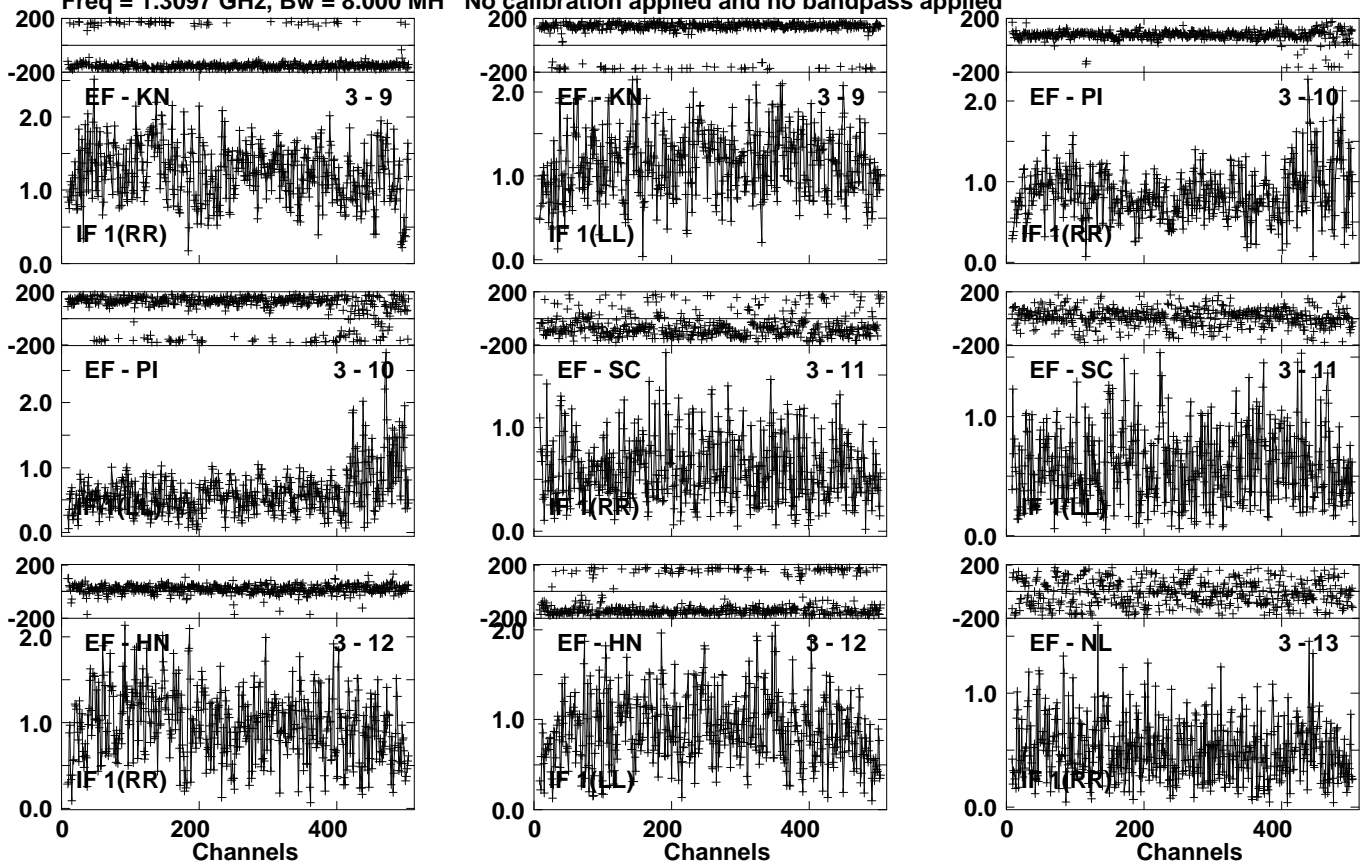 Freq = 1.3097 GHz, Bw = 8.000 MH No calibration applied and no bandpass applied
200 200 200
-200 -200 -200
EF - KN 3 - 9 EF - KN 3 - 9 EF - PI 3 - 10
2.0 2.0 2.0
1.0 1.0 1.0
IF 1(RR) IF 1(LL) IF 1(RR)
0.0 0.0 0.0
200 200 200
-200 -200 -200
EF - PI 3 - 10 EF - SC 3 - 11 EF - SC 3 - 11
2.0 1.0 1.0
1.0
IF 1(LL) IF 1(RR) IF 1(LL)
0.0 0.0 0.0
200 200 200
-200 -200 -200
EF - HN 3 - 12 EF - HN 3 - 12 EF - NL 3 - 13
2.0 2.0 1.0
1.0 1.0
IF 1(RR) IF 1(LL) IF 1(RR)
0.0 0.0 0.0
0 200 400 0 200 400 0 200 400
Channels Channels Channels